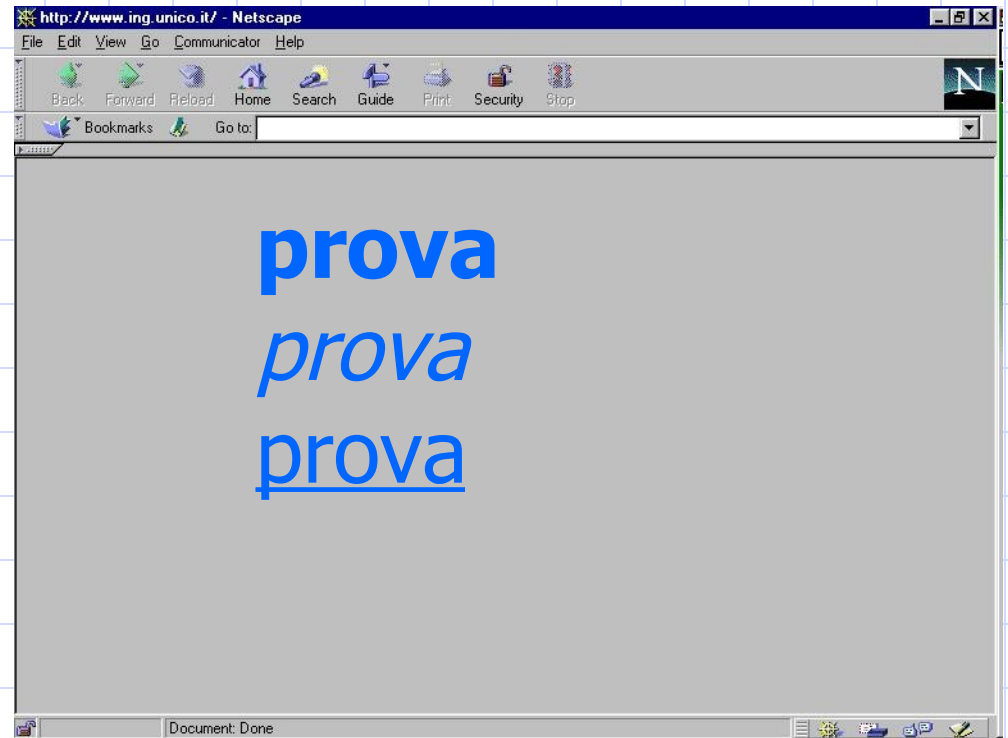 http://www.ing.unico.it/ - Netscape
File Edit View Go Communicator Help
N
Back Forward Reload Home Search Guide Print Security Stop
Bookmarks Go to:
prova
prova
prova
Document: Done